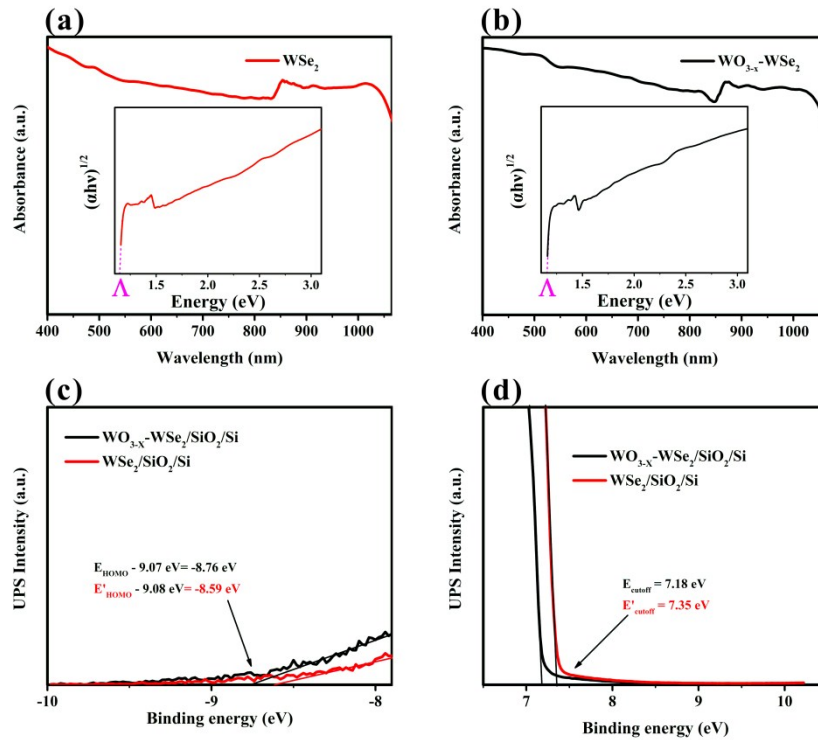 (a)
WSe₂
Absorbance (a.u.)
(αhν)^1/2
Λ
1.5 2.0 2.5 3.0
Energy (eV)
400 500 600 700 800 900 1000
Wavelength (nm)
(b)
WO₃₋ₓ-WSe₂
Absorbance (a.u.)
(αhν)^1/2
Λ
1.5 2.0 2.5 3.0
Energy (eV)
400 500 600 700 800 900 1000
Wavelength (nm)
(c)
WO₃₋X-WSe₂/SiO₂/Si
WSe₂/SiO₂/Si
UPS Intensity (a.u.)
E_HOMO - 9.07 eV= -8.76 eV
E'_HOMO - 9.08 eV= -8.59 eV
-10 -9 -8
Binding energy (eV)
(d)
WO₃₋ₓ-WSe₂/SiO₂/Si
WSe₂/SiO₂/Si
UPS Intensity (a.u.)
E_cutoff = 7.18 eV
E'_cutoff = 7.35 eV
7 8 9 10
Binding energy (eV)